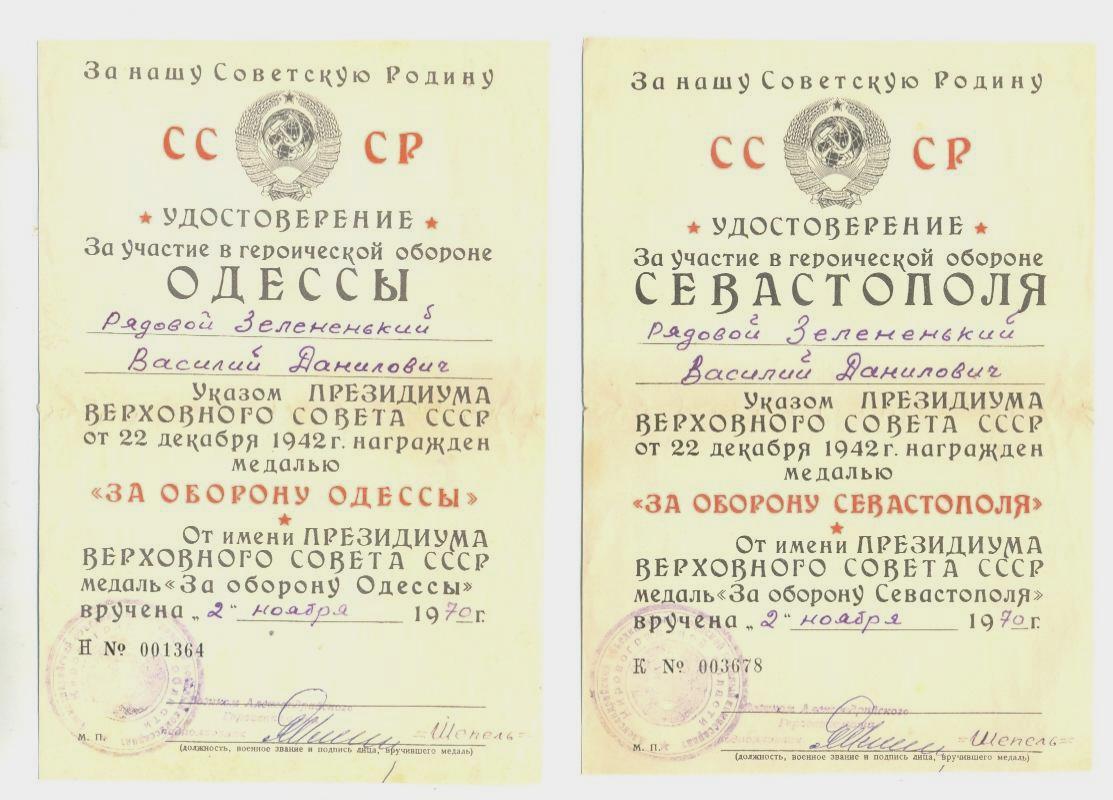 За нашу Советскую Родину
СС СР
УДОСТОВЕРЕНИЕ
За участие в героической обороне
ОДЕССЫ
Рядовой Зелененький
Василий Данилович
Указом ПРЕЗИДИУМА
ВЕРХОВНОГО СОВЕТА СССР
от 22 декабря 1942 г. награжден
медалью
«ЗА ОБОРОНУ ОДЕССЫ»
От имени ПРЕЗИДИУМА
ВЕРХОВНОГО СОВЕТА СССР
медаль «За оборону Одессы»
вручена „2" ноября 1970 г.
Н № 001364
=Шепель=
М. П.
(должность, военное звание и подпись лица, вручившего медаль)
За нашу Советскую Родину
СС СР
УДОСТОВЕРЕНИЕ
За участие в героической обороне
СЕВАСТОПОЛЯ
Рядовой Зелененький
Василий Данилович
Указом ПРЕЗИДИУМА
ВЕРХОВНОГО СОВЕТА СССР
от 22 декабря 1942 г. награжден
медалью
«ЗА ОБОРОНУ СЕВАСТОПОЛЯ»
От имени ПРЕЗИДИУМА
ВЕРХОВНОГО СОВЕТА СССР
медаль «За оборону Севастополя»
вручена „2" ноября 1970 г.
К № 003678
=Шепель=
М. П.
(должность, военное звание и подпись лица, вручившего медаль)